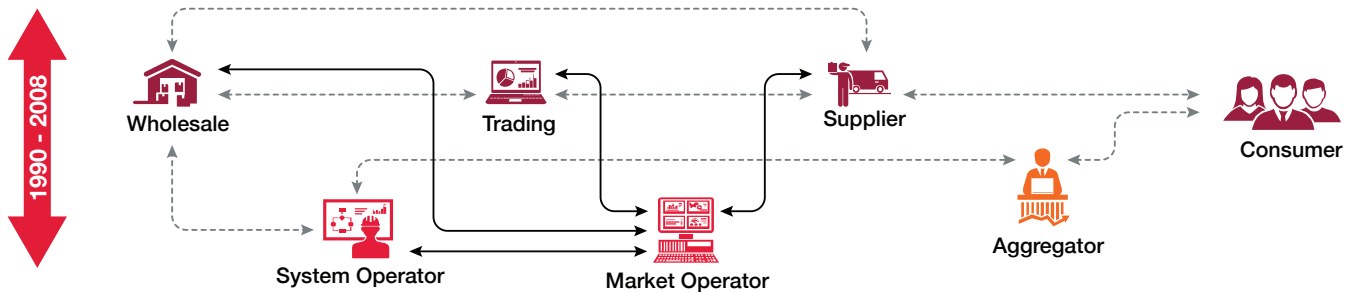 1990 - 2008
Wholesale
Trading
Supplier
Consumer
System Operator
Market Operator
Aggregator